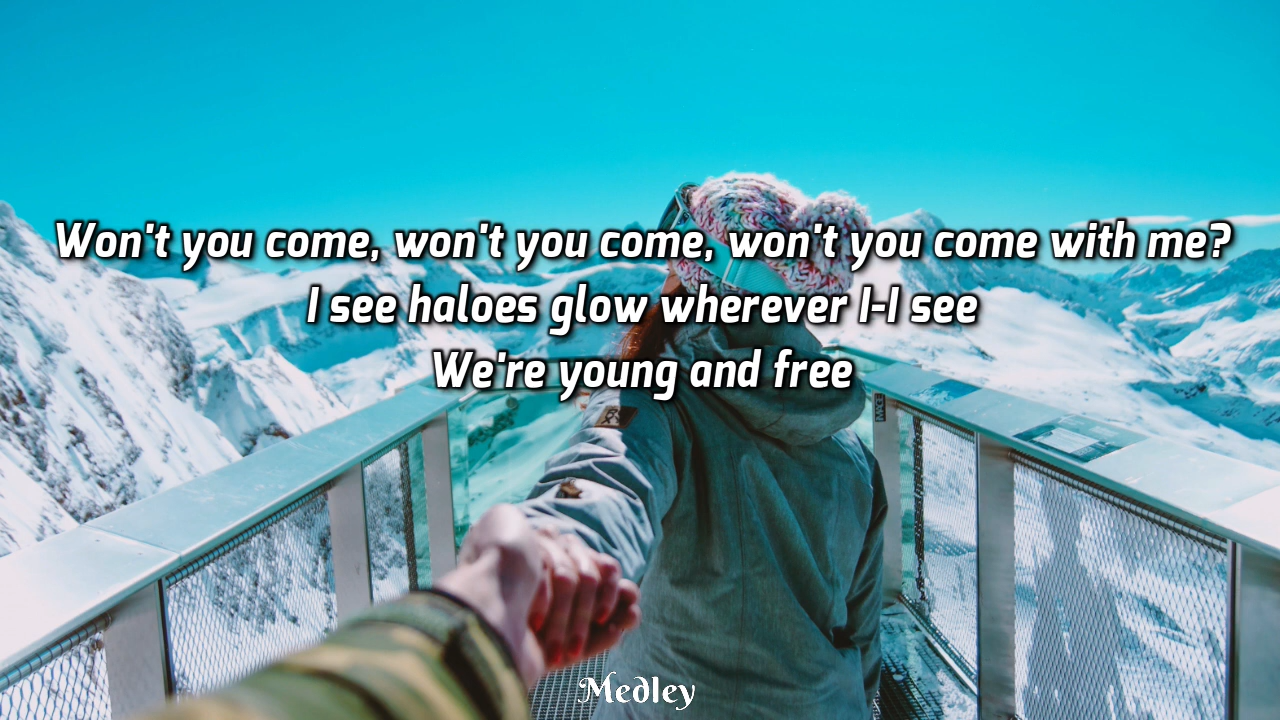 Won't you come, won't you come, won't you come with me?
I see haloes glow wherever I-I see
We're young and free
Medley